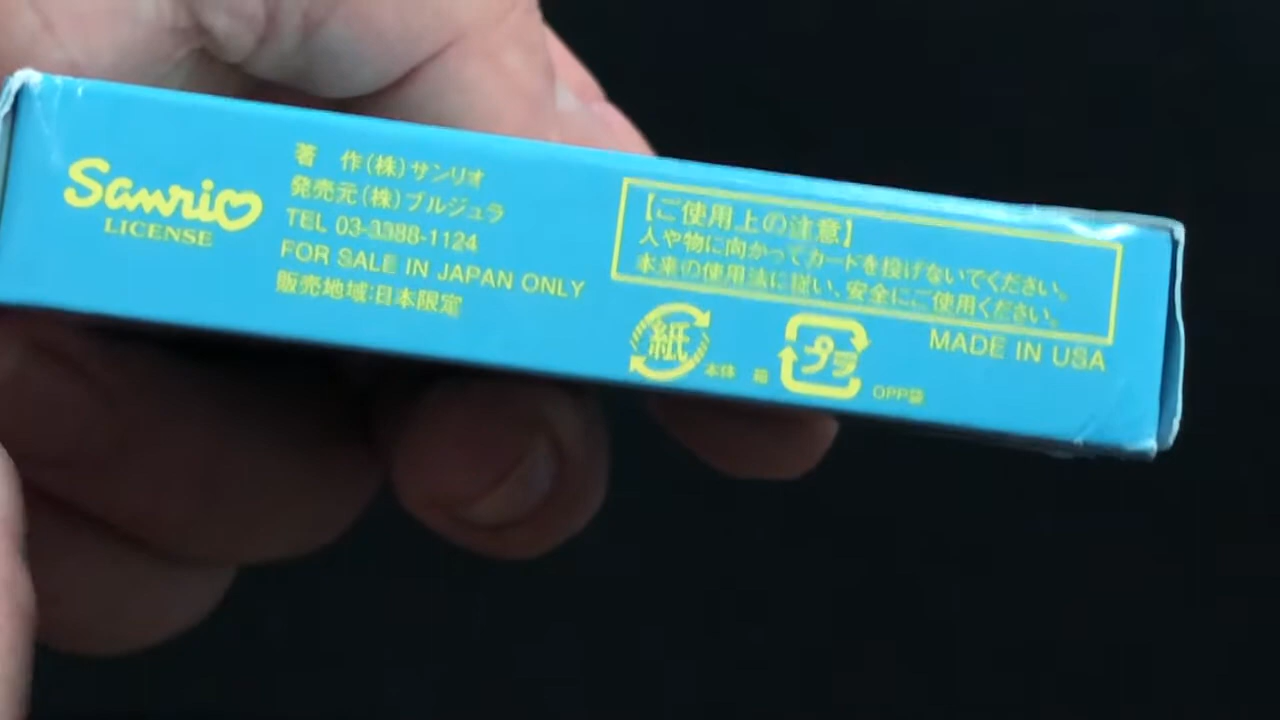 Sanrio
LICENSE
著 作(株)サンリオ
発売元(株)プルジュラ
TEL 03-3388-1124
FOR SALE IN JAPAN ONLY
販売地域:日本限定
【ご使用上の注意】
人や物に向かってカードを投げないでください。
本来の使用法に従い、安全にご使用ください。
紙
本体 箱
プラ
OPP袋
MADE IN USA